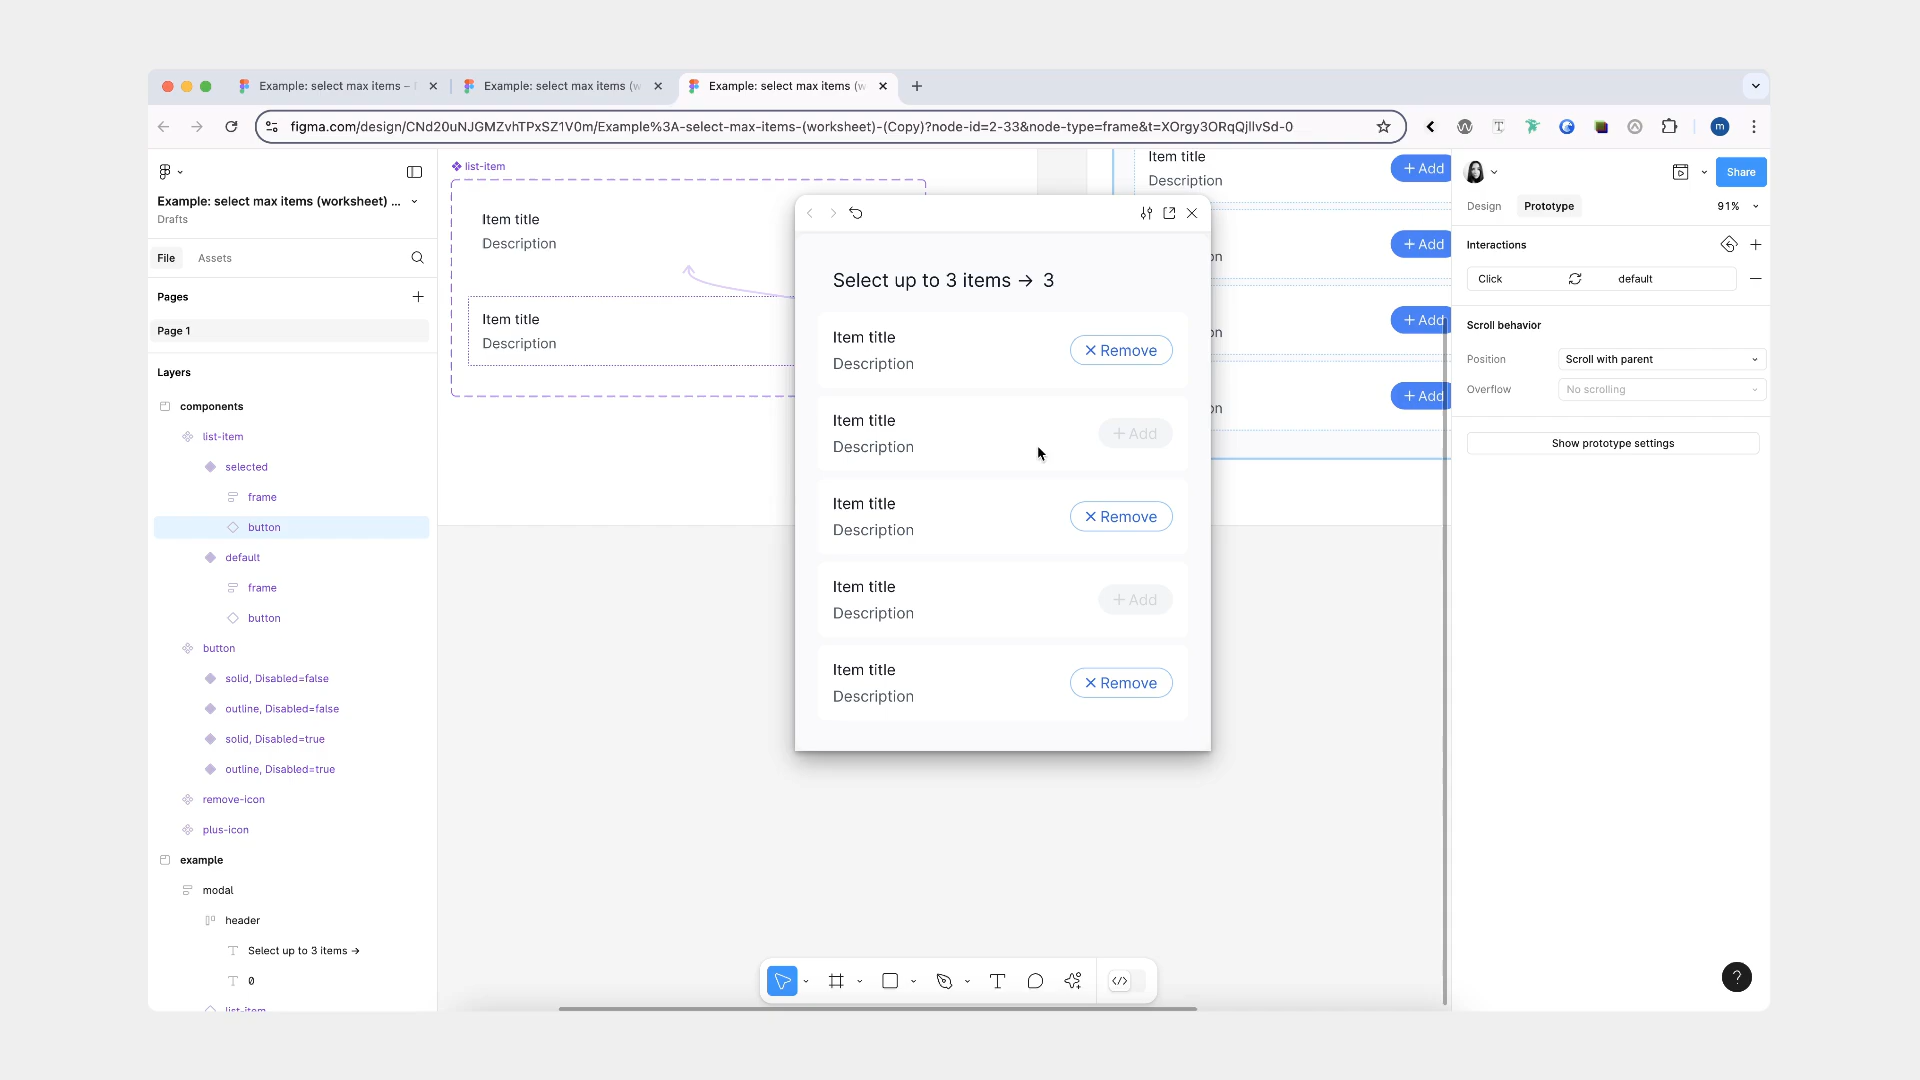 Example: select max items –
Example: select max items (w
Example: select max items (w
figma.com/design/CNd20uNJGMZvhTPxSZ1V0m/Example%3A-select-max-items-(worksheet)-(Copy)?node-id=2-33&node-type=frame&t=XOrgy3ORqQjlIvSd-0
m
Example: select max items (worksheet) ...
Drafts
File
Assets
Pages
Page 1
Layers
components
list-item
selected
frame
button
default
frame
button
button
solid, Disabled=false
outline, Disabled=false
solid, Disabled=true
outline, Disabled=true
remove-icon
plus-icon
example
modal
header
Select up to 3 items →
0
list-item
list-item
Item title
Description
Item title
Description
Item title
Description
+ Add
on
+ Add
on
+ Add
on
+ Add
Select up to 3 items → 3
Item title
Description
Remove
Item title
Description
+ Add
Item title
Description
Remove
Item title
Description
+ Add
Item title
Description
Remove
Share
Design
Prototype
91%
Interactions
Click
default
Scroll behavior
Position
Scroll with parent
Overflow
No scrolling
Show prototype settings
?